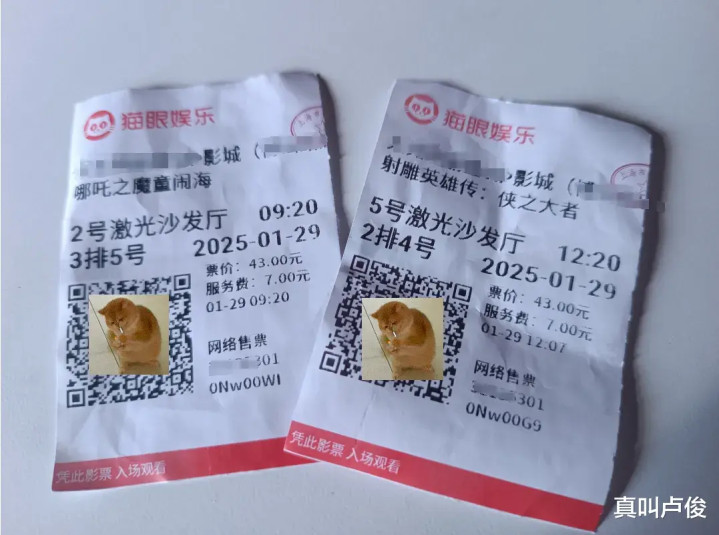 猫眼娱乐
影城（
哪吒之魔童闹海
2号激光沙发厅 09:20
3排5号 2025-01-29
票价：43.00元
服务费：7.00元
01-29 09:20
网络售票
301
0Nw00WI
凭此影票 入场观看
猫眼娱乐
影城（
射雕英雄传：侠之大者
5号激光沙发厅 12:20
2排4号 2025-01-29
票价：43.00元
服务费：7.00元
01-29 12:07
网络售票
301
0Nw00G9
凭此影票 入场观看
真叫卢俊